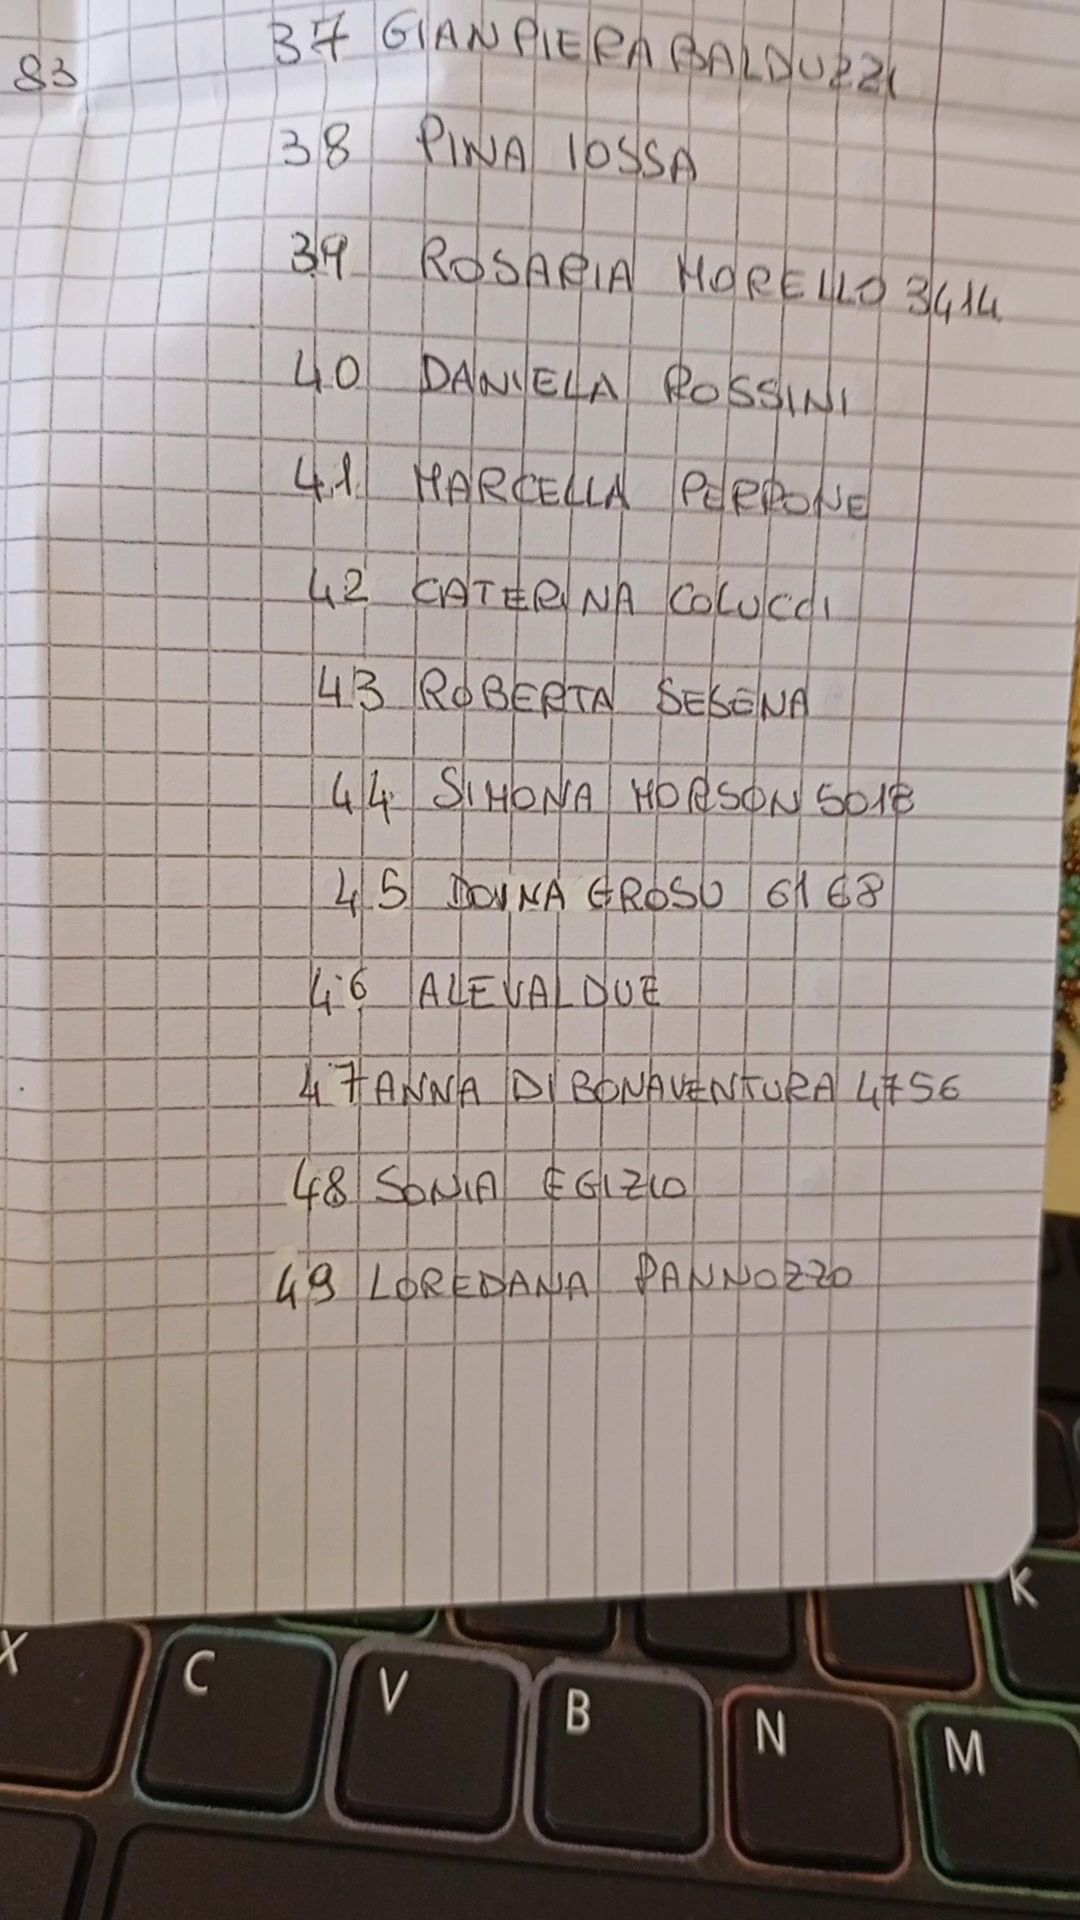 83
37 GIANPIERA BALDUZZI
38 PINA IOSSA
39 ROSARIA MORELLO 3414
40 DANIELA ROSSINI
41 MARCELLA PERRONE
42 CATERINA COLUCCI
43 ROBERTA SESENA
44 SIMONA MORSON 5018
45 DOINA GROSU 6168
46 ALEVALDUE
47 ANNA DI BONAVENTURA 4756
48 SONIA EGIZIO
49 LOREDANA PANNOZZO
K
X C V B N M